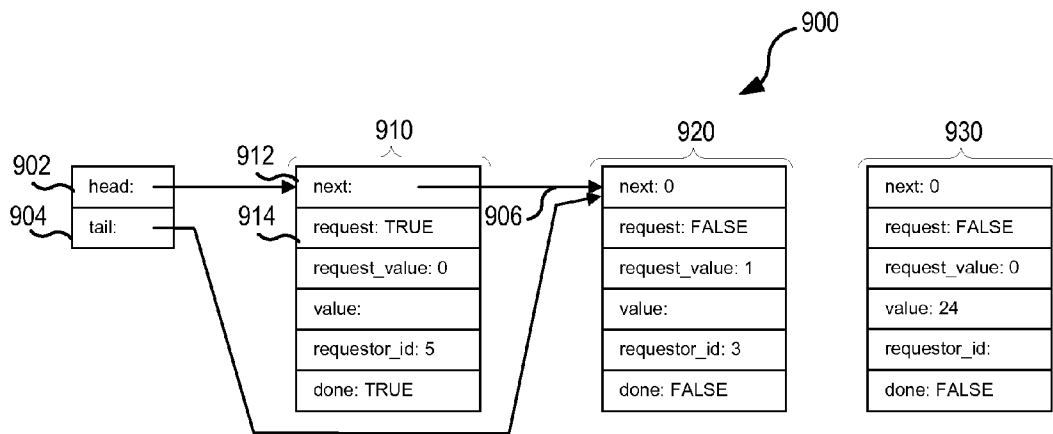 900
910
920
930
902
912
head:
next:
next: 0
next: 0
904
tail:
914
906
request: TRUE
request: FALSE
request: FALSE
request_value: 0
request_value: 1
request_value: 0
value:
value:
value: 24
requestor_id: 5
requestor_id: 3
requestor_id:
done: TRUE
done: FALSE
done: FALSE